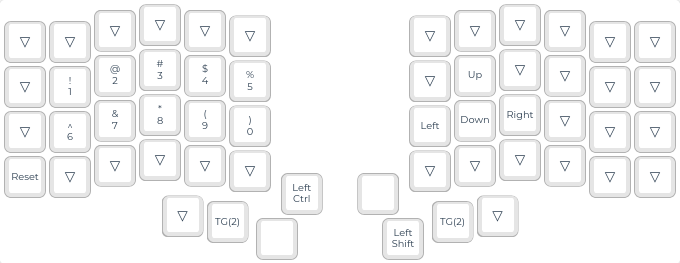 ▽ ▽ ▽ ▽ ▽ ▽ ▽ ▽ ▽ ▽ ▽ ▽
▽ ! @ # $ % ▽ Up ▽ ▽ ▽ ▽
1 2 3 4 5
▽ ^ & * ( ) Left Down Right ▽ ▽ ▽
6 7 8 9 0
Reset ▽ ▽ ▽ ▽ ▽ ▽ ▽ ▽ ▽ ▽ ▽
Left
Ctrl
▽ TG(2) TG(2) ▽
Left
Shift